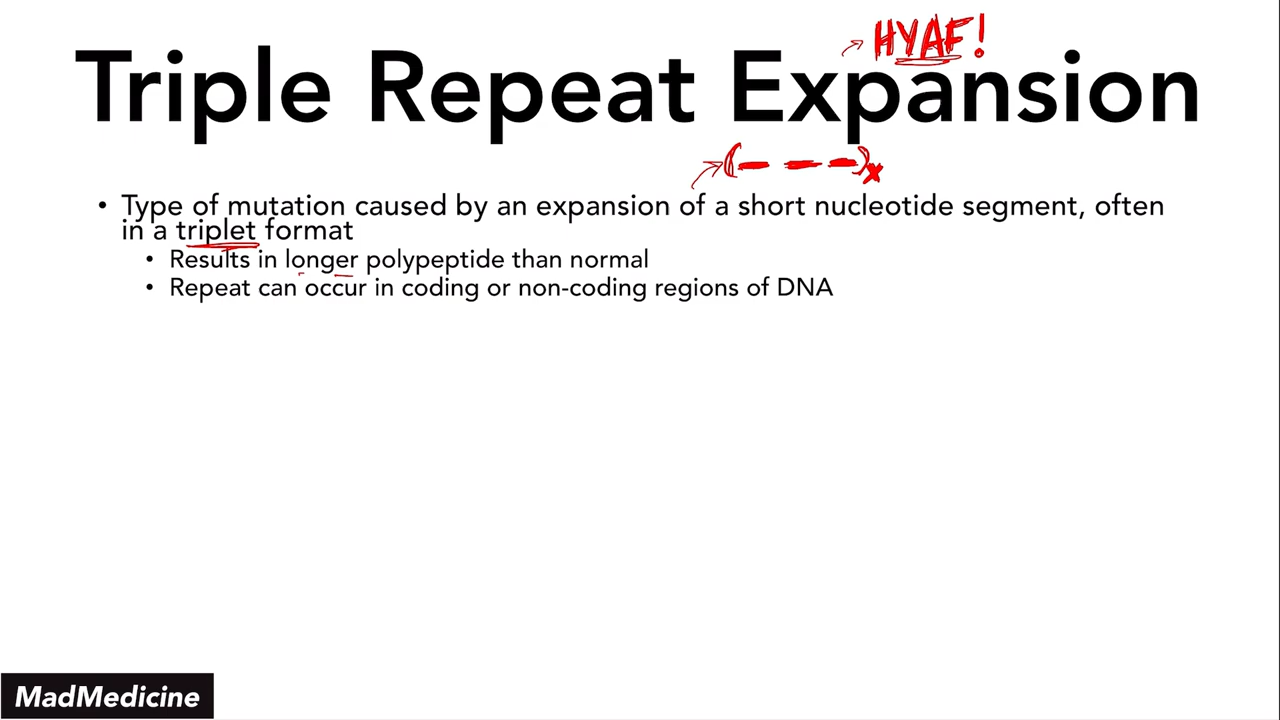 HYAF!
Triple Repeat Expansion
(– – –)x
• Type of mutation caused by an expansion of a short nucleotide segment, often
in a triplet format
• Results in longer polypeptide than normal
• Repeat can occur in coding or non-coding regions of DNA
MadMedicine